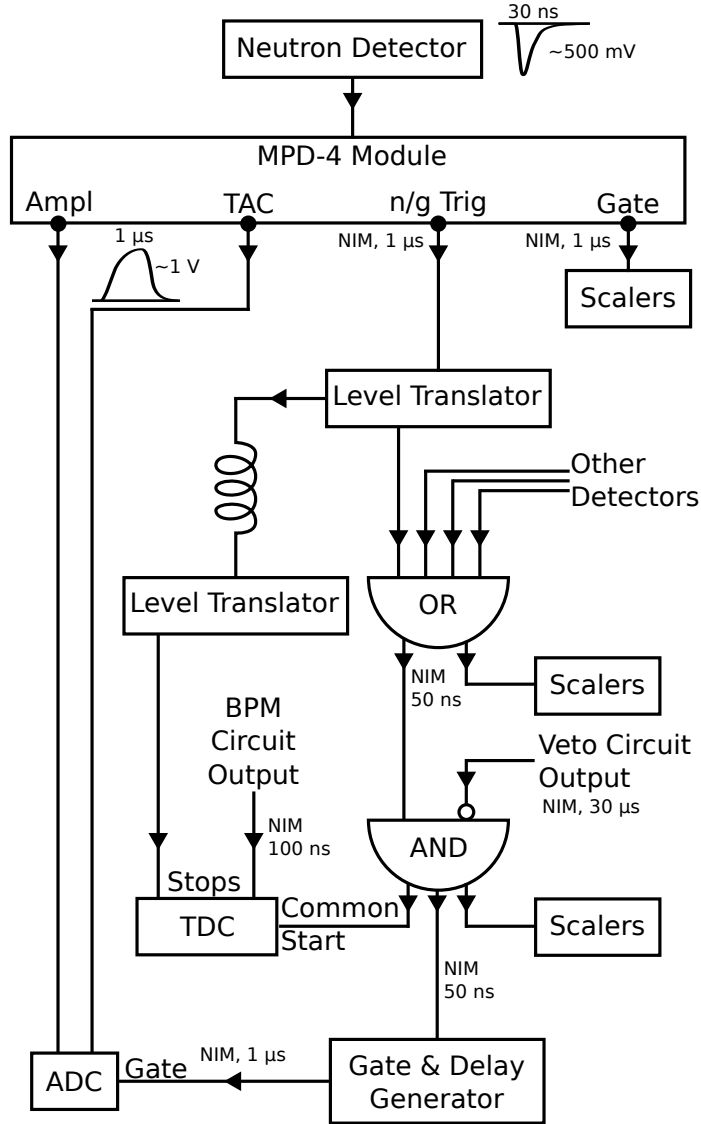 30 ns
Neutron Detector
~500 mV
MPD-4 Module
Ampl
TAC
n/g Trig
Gate
1 μs
~1 V
NIM, 1 μs
NIM, 1 μs
Scalers
Level Translator
Other
Detectors
Level Translator
OR
NIM
50 ns
Scalers
BPM
Circuit
Output
Veto Circuit
Output
NIM, 30 μs
NIM
100 ns
AND
Stops
TDC
Common
Start
Scalers
NIM
50 ns
ADC
Gate
NIM, 1 μs
Gate & Delay
Generator